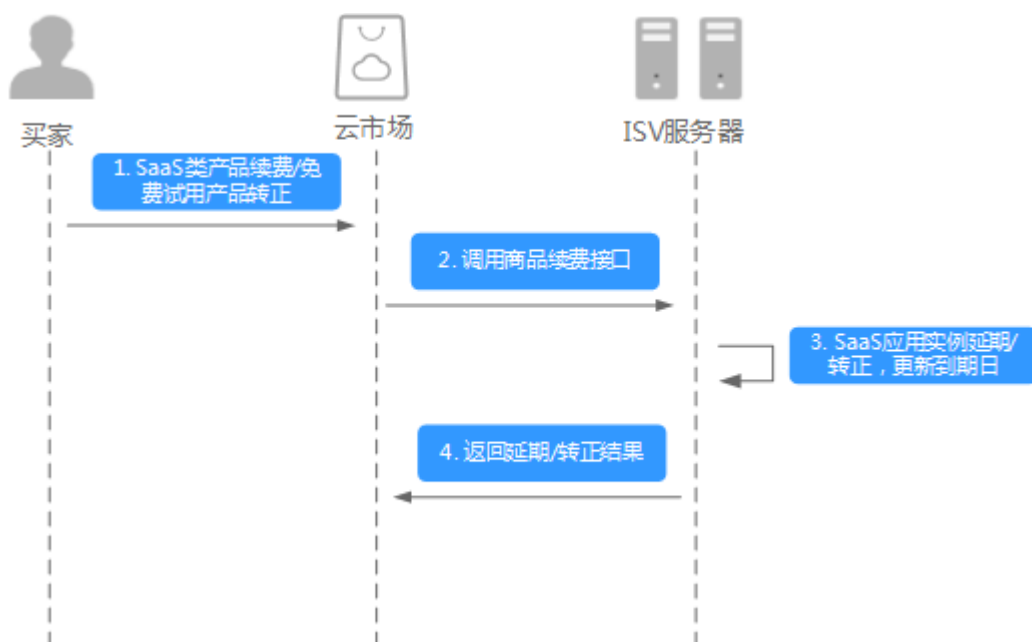 买家
云市场
ISV服务器
1. SaaS类产品续费/免
费试用产品转正
2. 调用商品续费接口
3. SaaS应用实例延期/
转正，更新到期日
4. 返回延期/转正结果